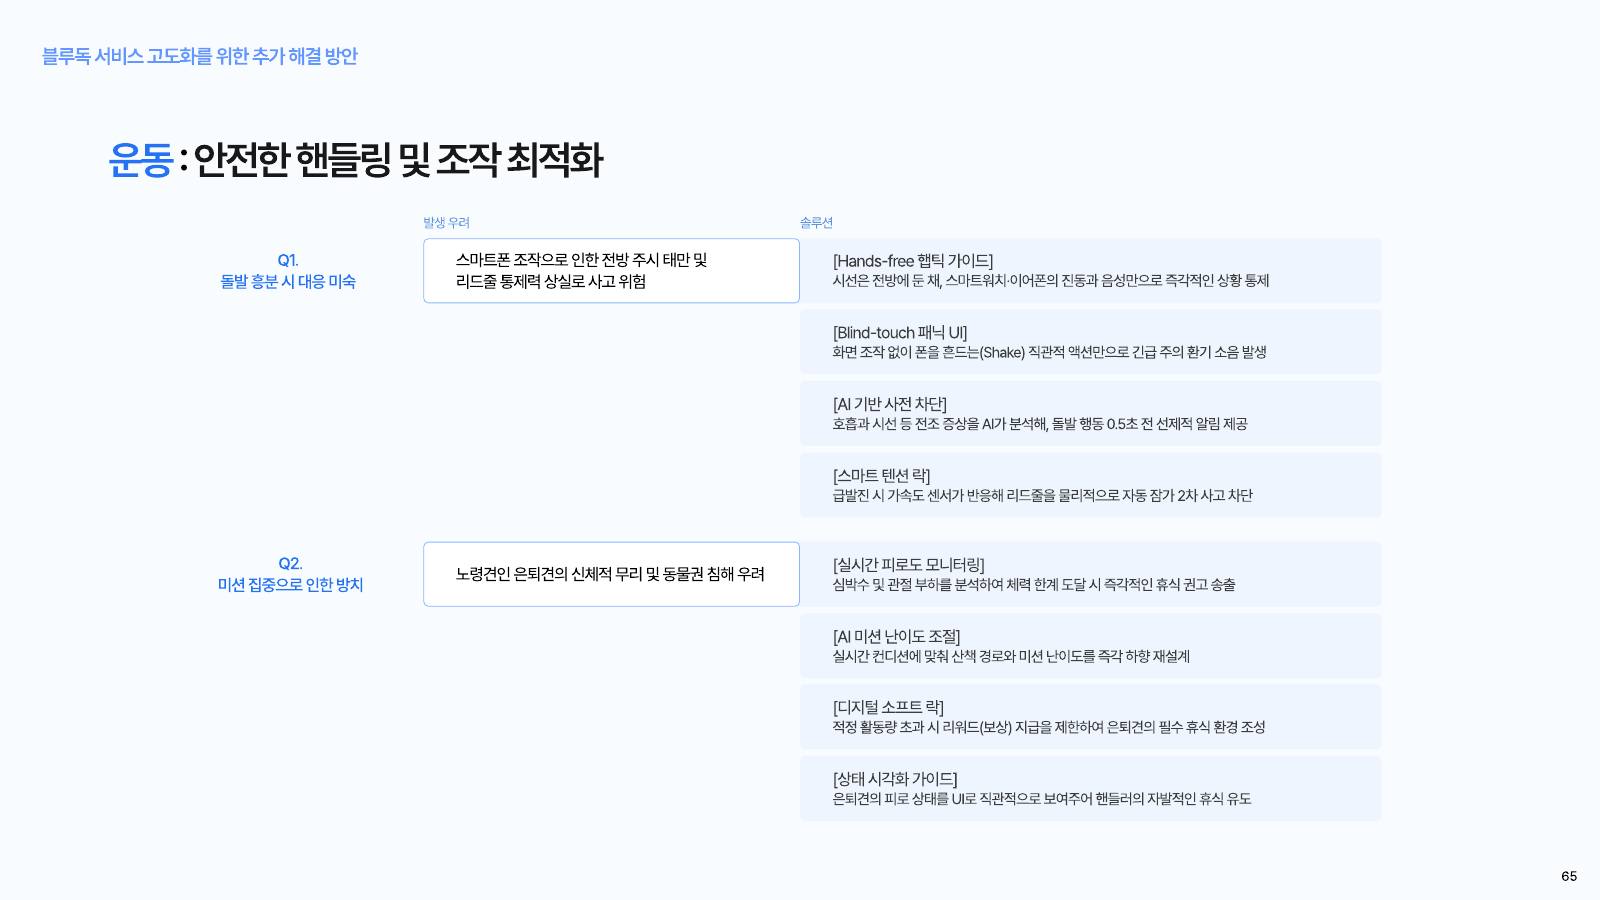 블루독 서비스 고도화를 위한 추가 해결 방안
운동 : 안전한 핸들링 및 조작 최적화
발생 우려
솔루션
Q1.
돌발 흥분 시 대응 미숙
스마트폰 조작으로 인한 전방 주시 태만 및
리드줄 통제력 상실로 사고 위험
[Hands-free 햅틱 가이드]
시선은 전방에 둔 채, 스마트워치·이어폰의 진동과 음성만으로 즉각적인 상황 통제
[Blind-touch 패닉 UI]
화면 조작 없이 폰을 흔드는(Shake) 직관적 액션만으로 긴급 주의 환기 소음 발생
[AI 기반 사전 차단]
호흡과 시선 등 전조 증상을 AI가 분석해, 돌발 행동 0.5초 전 선제적 알림 제공
[스마트 텐션 락]
급발진 시 가속도 센서가 반응해 리드줄을 물리적으로 자동 잠가 2차 사고 차단
Q2.
미션 집중으로 인한 방치
노령견인 은퇴견의 신체적 무리 및 동물권 침해 우려
[실시간 피로도 모니터링]
심박수 및 관절 부하를 분석하여 체력 한계 도달 시 즉각적인 휴식 권고 송출
[AI 미션 난이도 조절]
실시간 컨디션에 맞춰 산책 경로와 미션 난이도를 즉각 하향 재설계
[디지털 소프트 락]
적정 활동량 초과 시 리워드(보상) 지급을 제한하여 은퇴견의 필수 휴식 환경 조성
[상태 시각화 가이드]
은퇴견의 피로 상태를 UI로 직관적으로 보여주어 핸들러의 자발적인 휴식 유도
65